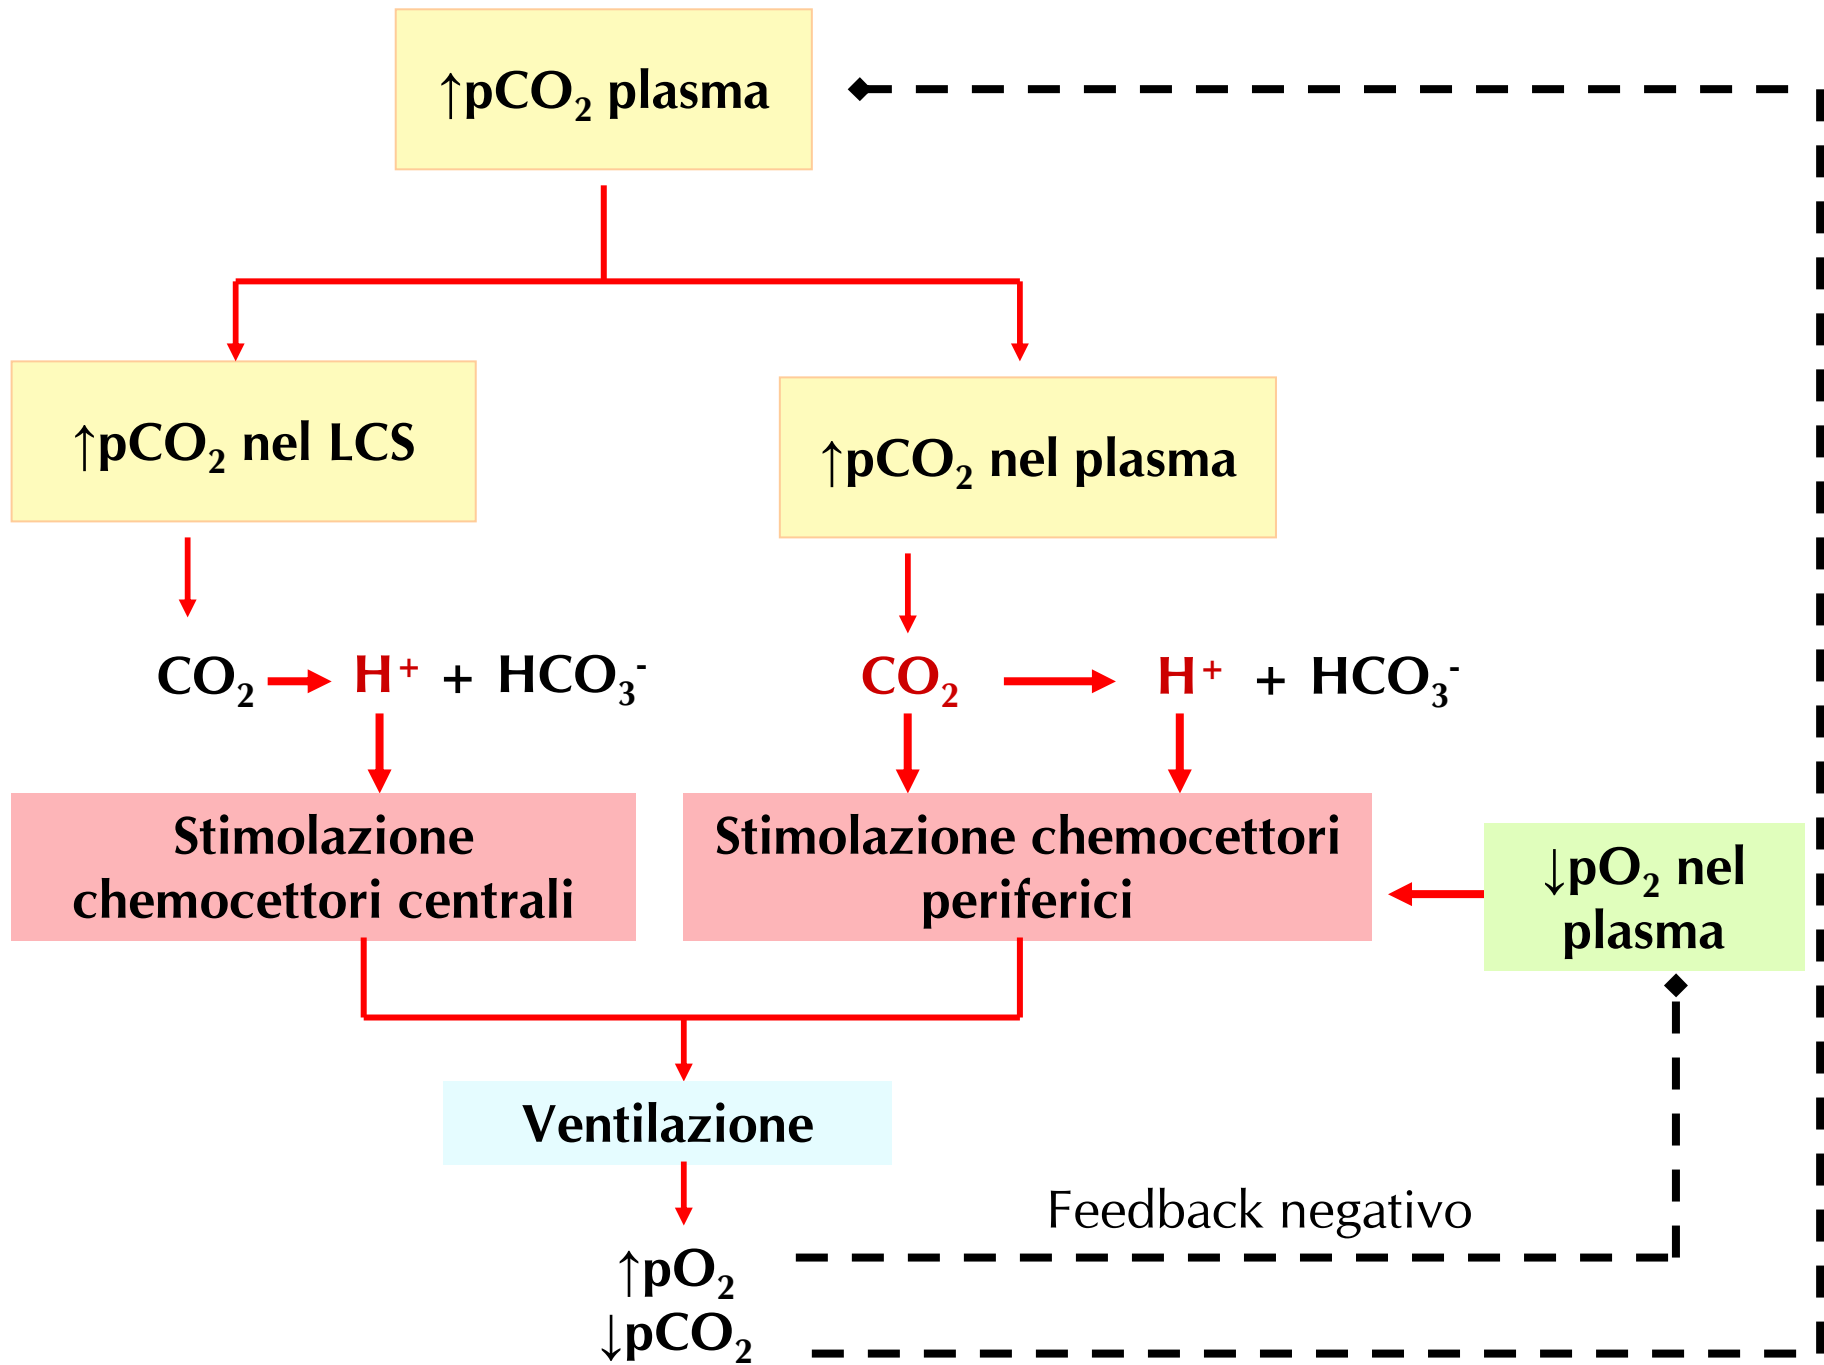 ↑pCO₂ plasma
↑pCO₂ nel LCS
↑pCO₂ nel plasma
CO₂ H⁺ + HCO₃⁻
CO₂ H⁺ + HCO₃⁻
Stimolazione
chemocettori centrali
Stimolazione chemocettori
periferici
↓pO₂ nel
plasma
Ventilazione
Feedback negativo
↑pO₂
↓pCO₂